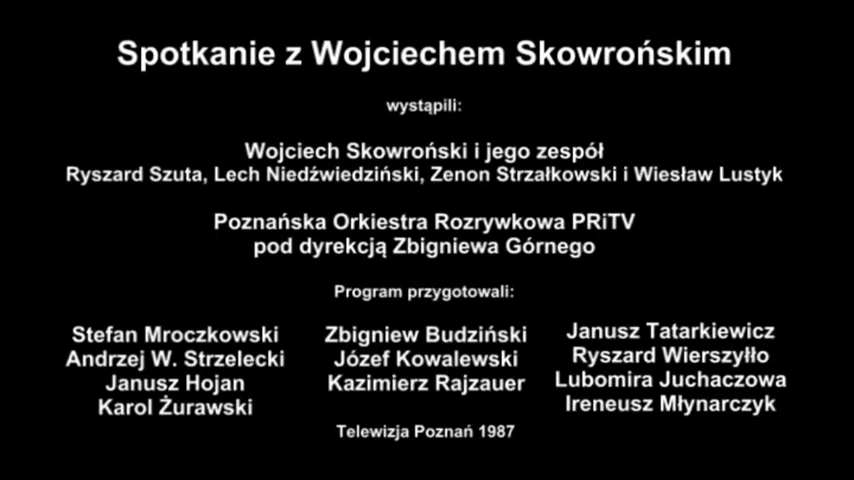 Spotkanie z Wojciechem Skowrońskim
wystąpili:
Wojciech Skowroński i jego zespół
Ryszard Szuta, Lech Niedźwiedziński, Zenon Strzałkowski i Wiesław Lustyk
Poznańska Orkiestra Rozrywkowa PRiTV
pod dyrekcją Zbigniewa Górnego
Program przygotowali:
Stefan Mroczkowski
Andrzej W. Strzelecki
Janusz Hojan
Karol Żurawski
Zbigniew Budziński
Józef Kowalewski
Kazimierz Rajzauer
Janusz Tatarkiewicz
Ryszard Wierszyłło
Lubomira Juchaczowa
Ireneusz Młynarczyk
Telewizja Poznań 1987